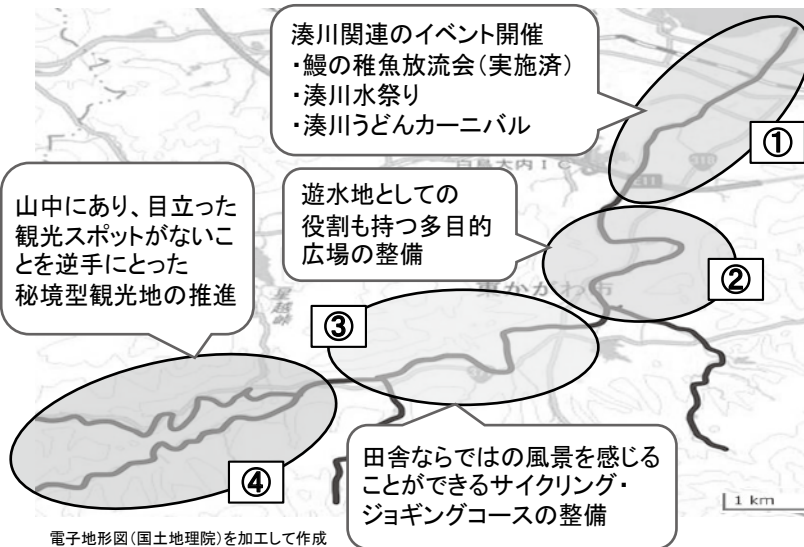 湊川関連のイベント開催
・鰻の稚魚放流会（実施済）
・湊川水祭り
・湊川うどんカーニバル
①
白鳥大内IC
318
E11
山中にあり、目立った
観光スポットがないこ
とを逆手にとった
秘境型観光地の推進
遊水地としての
役割も持つ多目的
広場の整備
②
東かがわ市
星越峠
③
④
田舎ならではの風景を感じる
ことができるサイクリング・
ジョギングコースの整備
1 km
電子地形図（国土地理院）を加工して作成